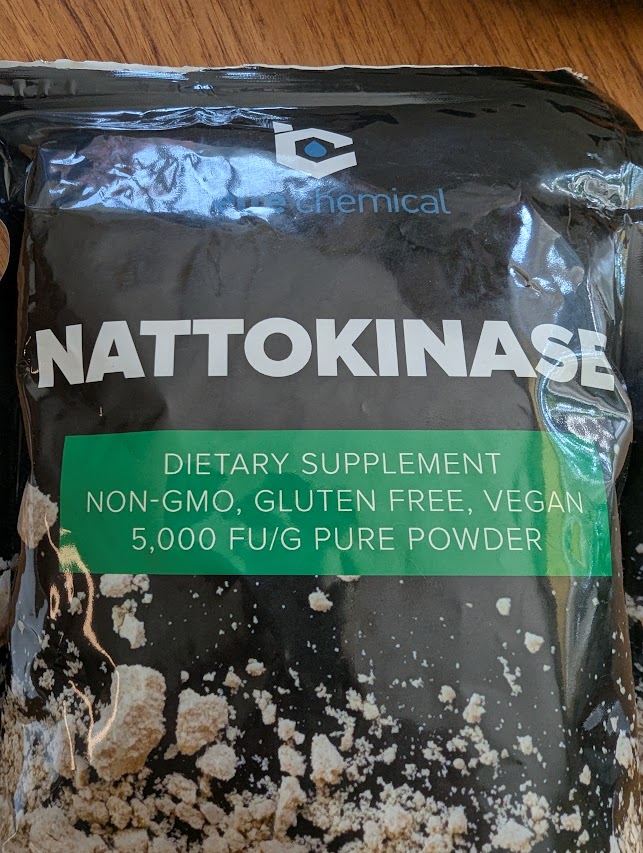 chemical
NATTOKINASE
DIETARY SUPPLEMENT
NON-GMO, GLUTEN FREE, VEGAN
5,000 FU/G PURE POWDER